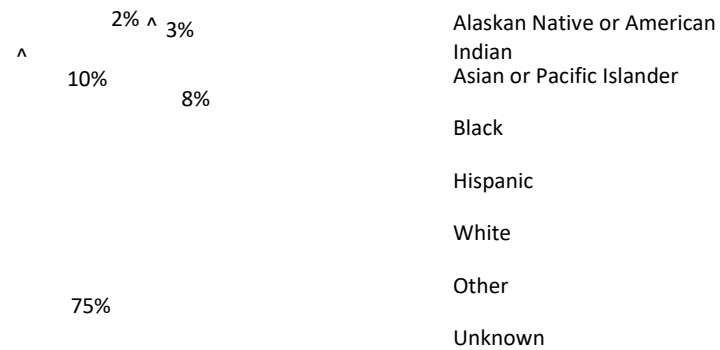 2% ^ 3%
^
10%
8%
75%
Alaskan Native or American
Indian
Asian or Pacific Islander
Black
Hispanic
White
Other
Unknown